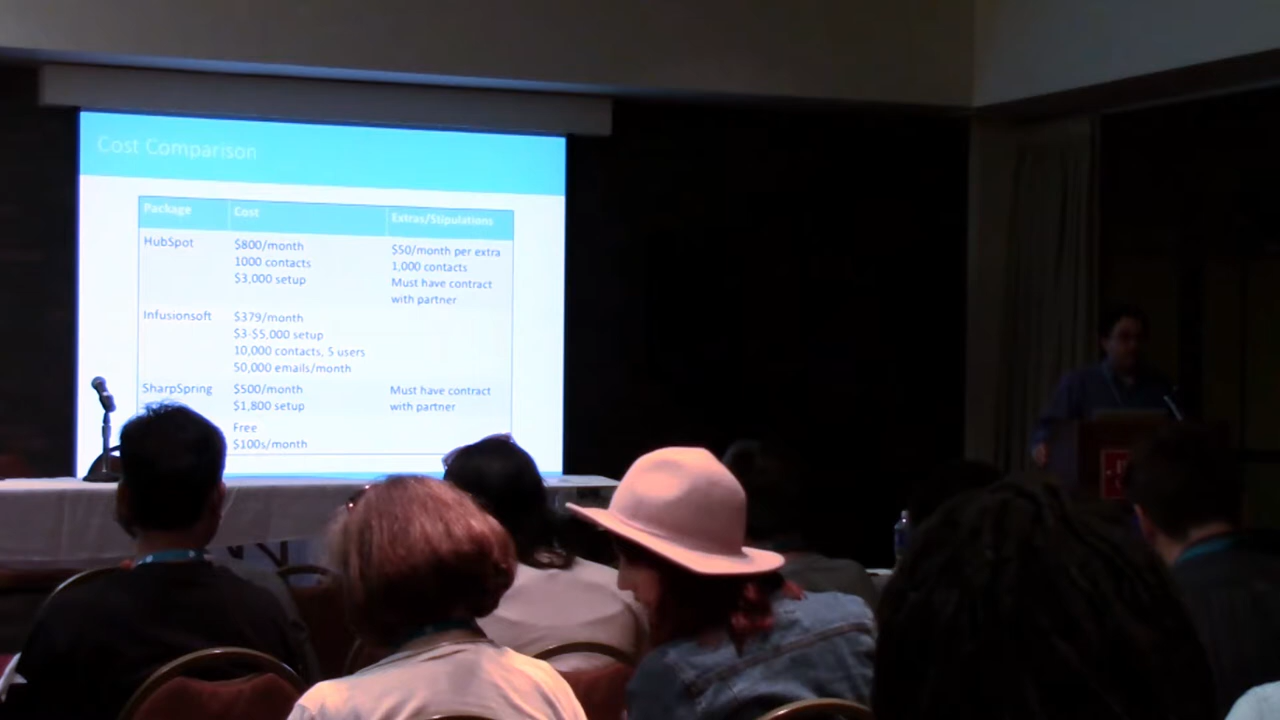 Cost Comparison
Package Cost Extras/Stipulations
HubSpot $800/month $50/month per extra
1000 contacts 1,000 contacts
$3,000 setup Must have contract
with partner
Infusionsoft $379/month
$3-$5,000 setup
10,000 contacts, 5 users
50,000 emails/month
SharpSpring $500/month Must have contract
$1,800 setup with partner
Free
$100s/month